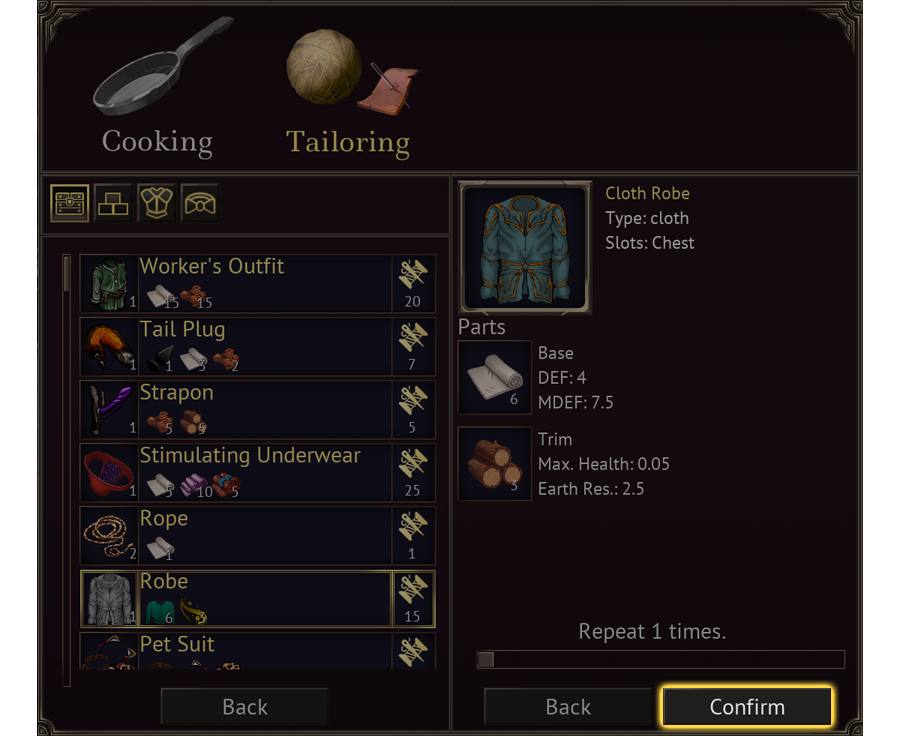 Cooking
Tailoring
Worker's Outfit
1
15
15
20
Tail Plug
1
1
3
2
7
Strapon
1
5
5
5
Stimulating Underwear
1
5
10
5
25
Rope
2
1
1
Robe
1
6
3
15
Pet Suit
Back
Cloth Robe
Type: cloth
Slots: Chest
Parts
Base
DEF: 4
MDEF: 7.5
6
Trim
Max. Health: 0.05
Earth Res.: 2.5
3
Repeat 1 times.
Back
Confirm